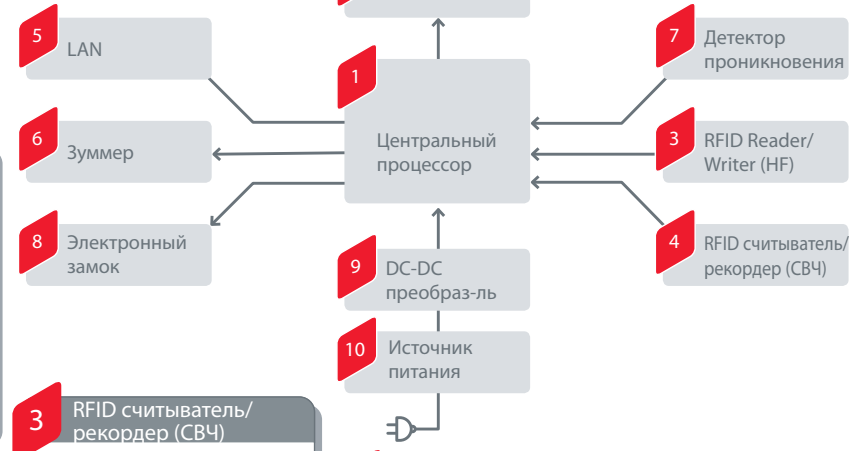 5
LAN
1
Центральный
процессор
7
Детектор
проникновения
6
Зуммер
3
RFID Reader/
Writer (HF)
8
Электронный
замок
4
RFID считыватель/
рекордер (СВЧ)
9
DC-DC
преобраз-ль
10
Источник
питания
3
RFID считыватель/
рекордер (СВЧ)